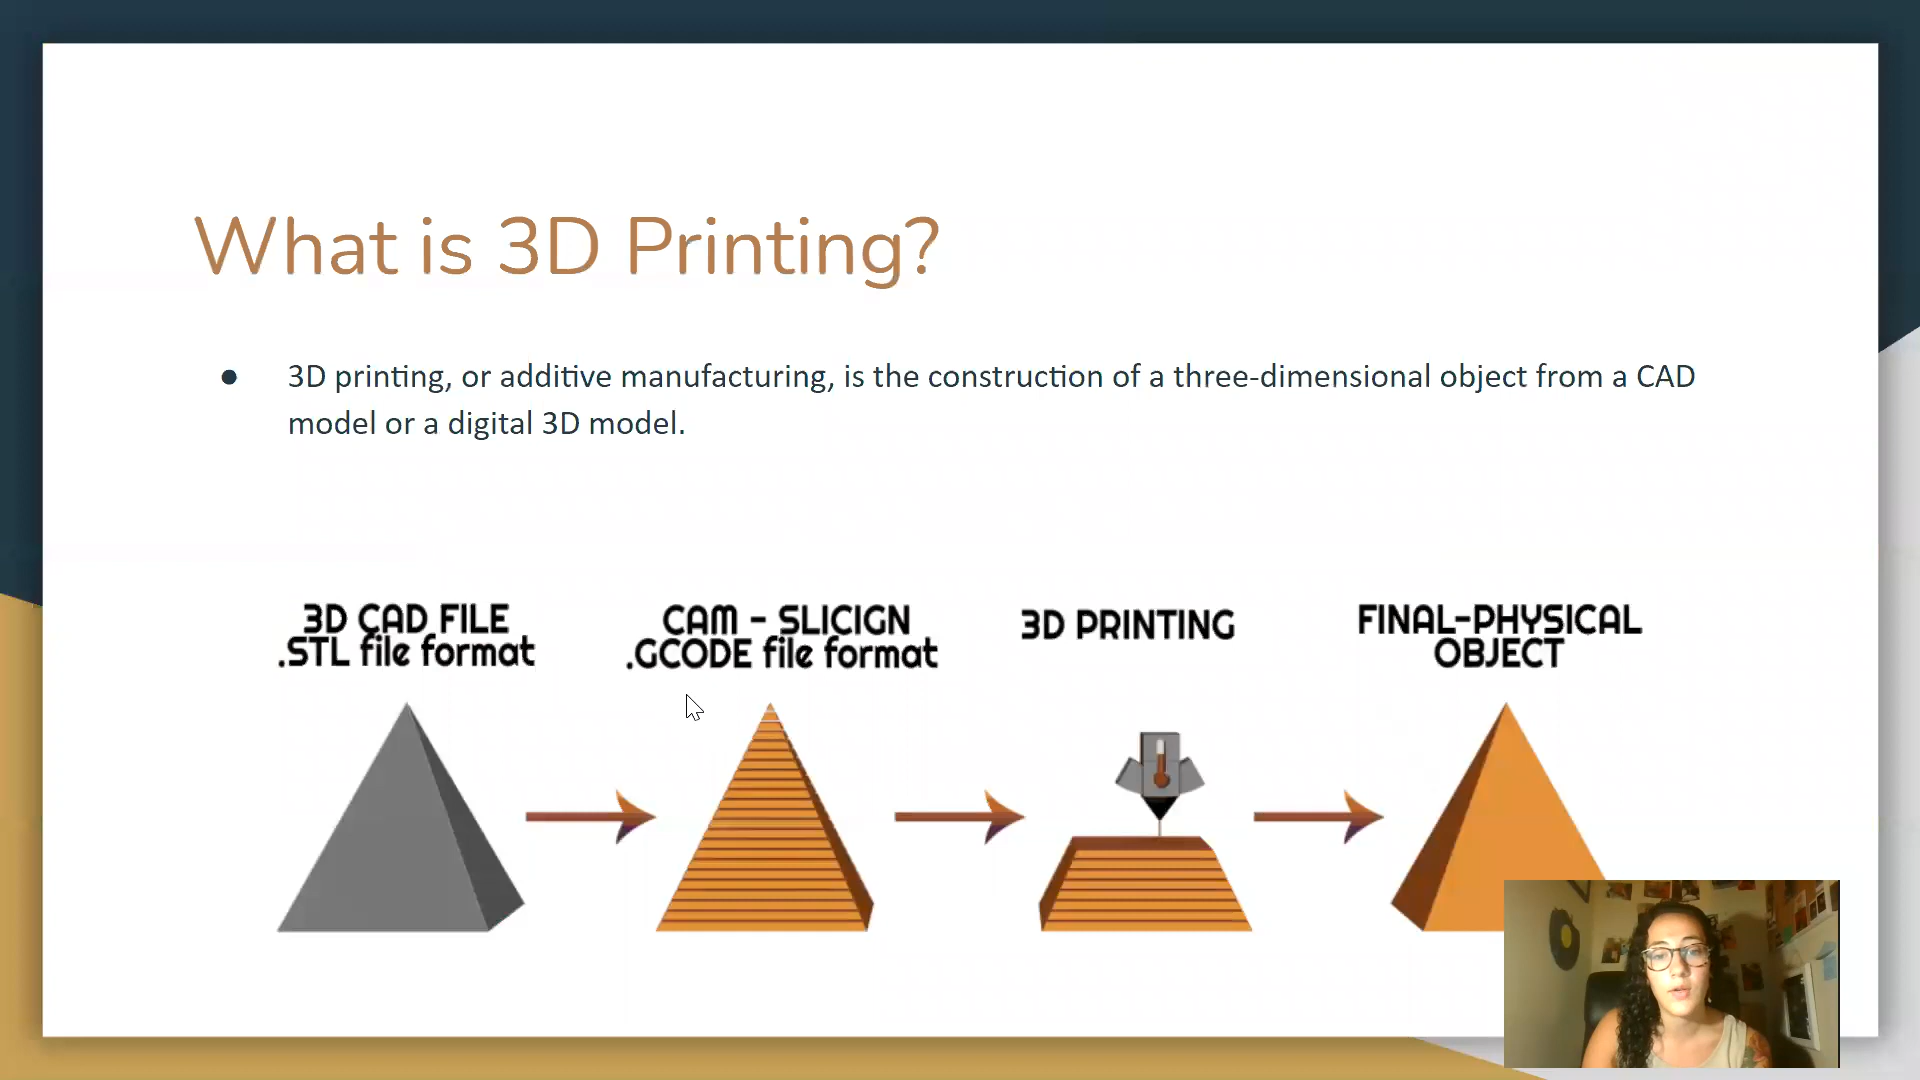 What is 3D Printing?
● 3D printing, or additive manufacturing, is the construction of a three-dimensional object from a CAD
model or a digital 3D model.
3D CAD FILE
.STL file format
CAM - SLICIGN
.GCODE file format
3D PRINTING
FINAL-PHYSICAL
OBJECT